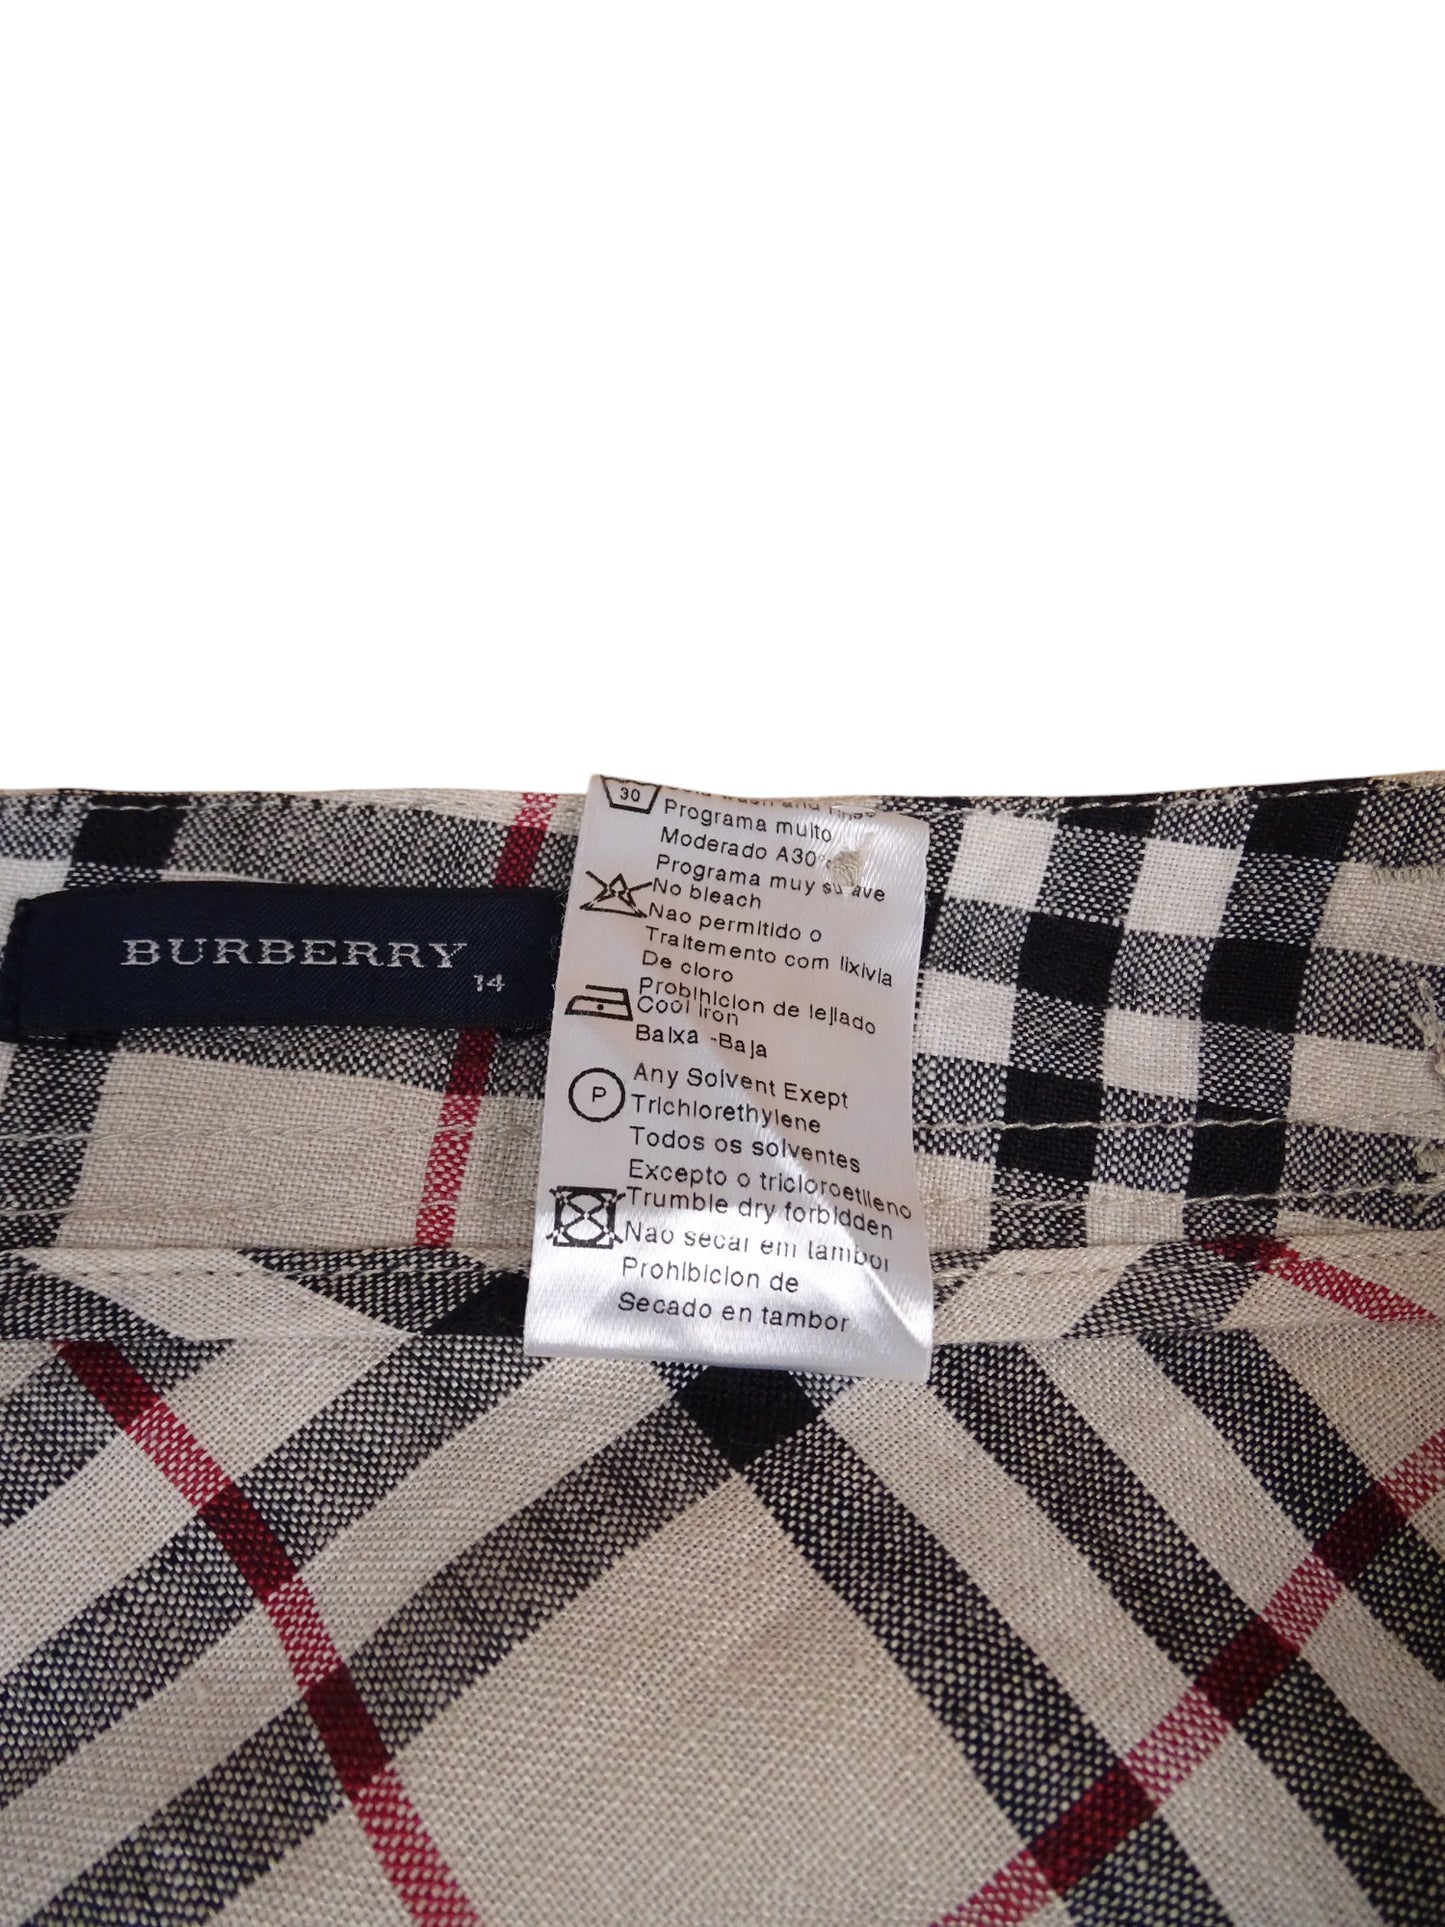 BURBERRY
14
30
Programa muito
Moderado A30°c
Programa muy suave
No bleach
Nao permitido o
Traitemento com lixivia
De cloro
Probihicion de lejiado
Cool iron
Baixa -Baja
P
Any Solvent Exept
Trichlorethylene
Todos os solventes
Excepto o tricloroetileno
Trumble dry forbidden
Nao secar em tambor
Prohibicion de
Secado en tambor